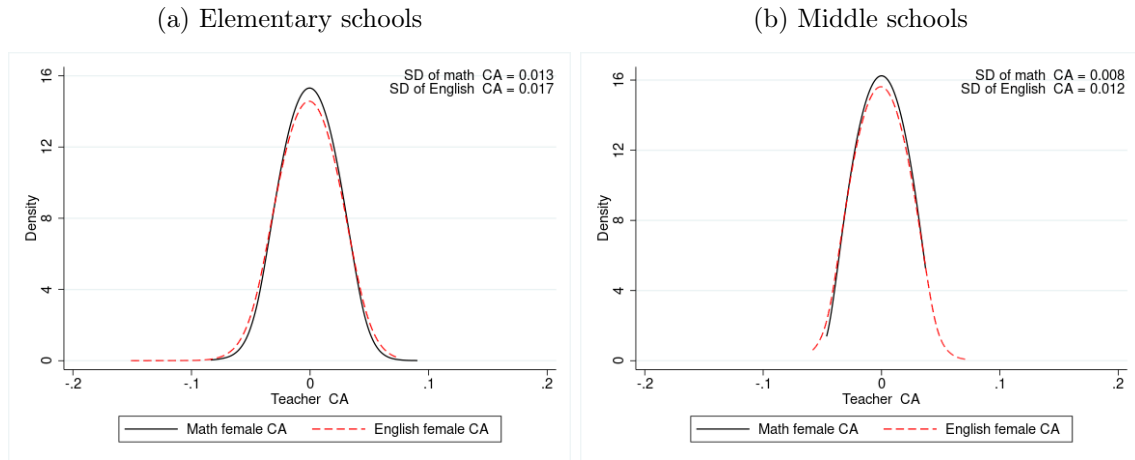 (a) Elementary schools
SD of math CA = 0.013
SD of English CA = 0.017
Density
16
12
8
4
0
-.2
-.1
0
.1
.2
Teacher CA
Math female CA
English female CA
(b) Middle schools
SD of math CA = 0.008
SD of English CA = 0.012
Density
16
12
8
4
0
-.2
-.1
0
.1
.2
Teacher CA
Math female CA
English female CA